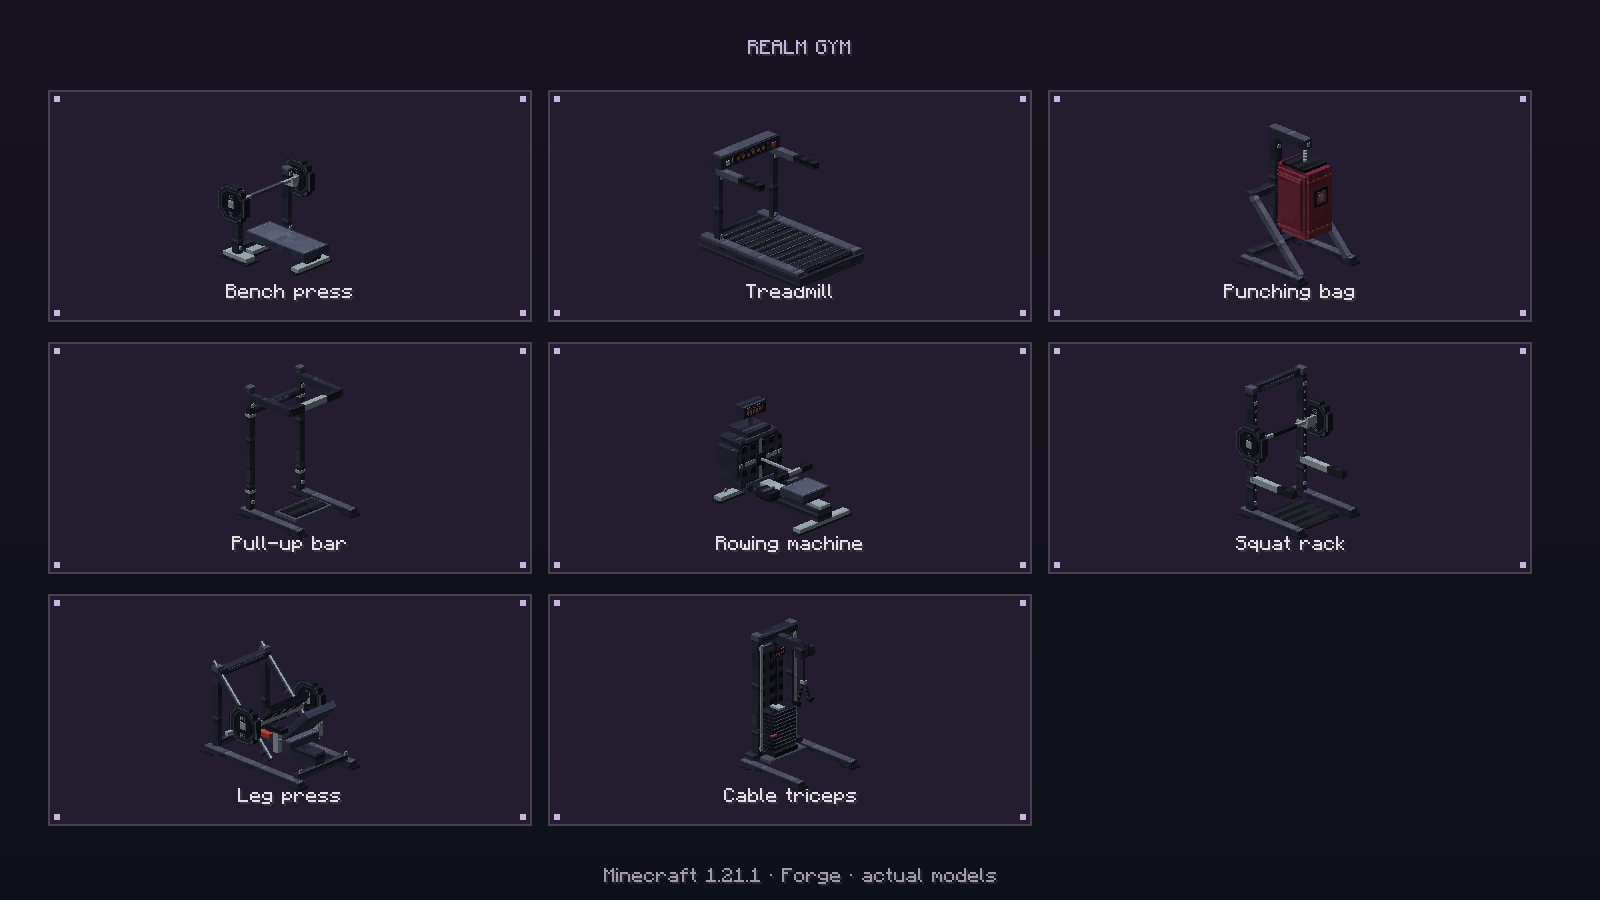 REALM GYM
Bench press
Treadmill
Punching bag
Pull-up bar
Rowing machine
Squat rack
Leg press
Cable triceps
Minecraft 1.21.1 · Forge · actual models